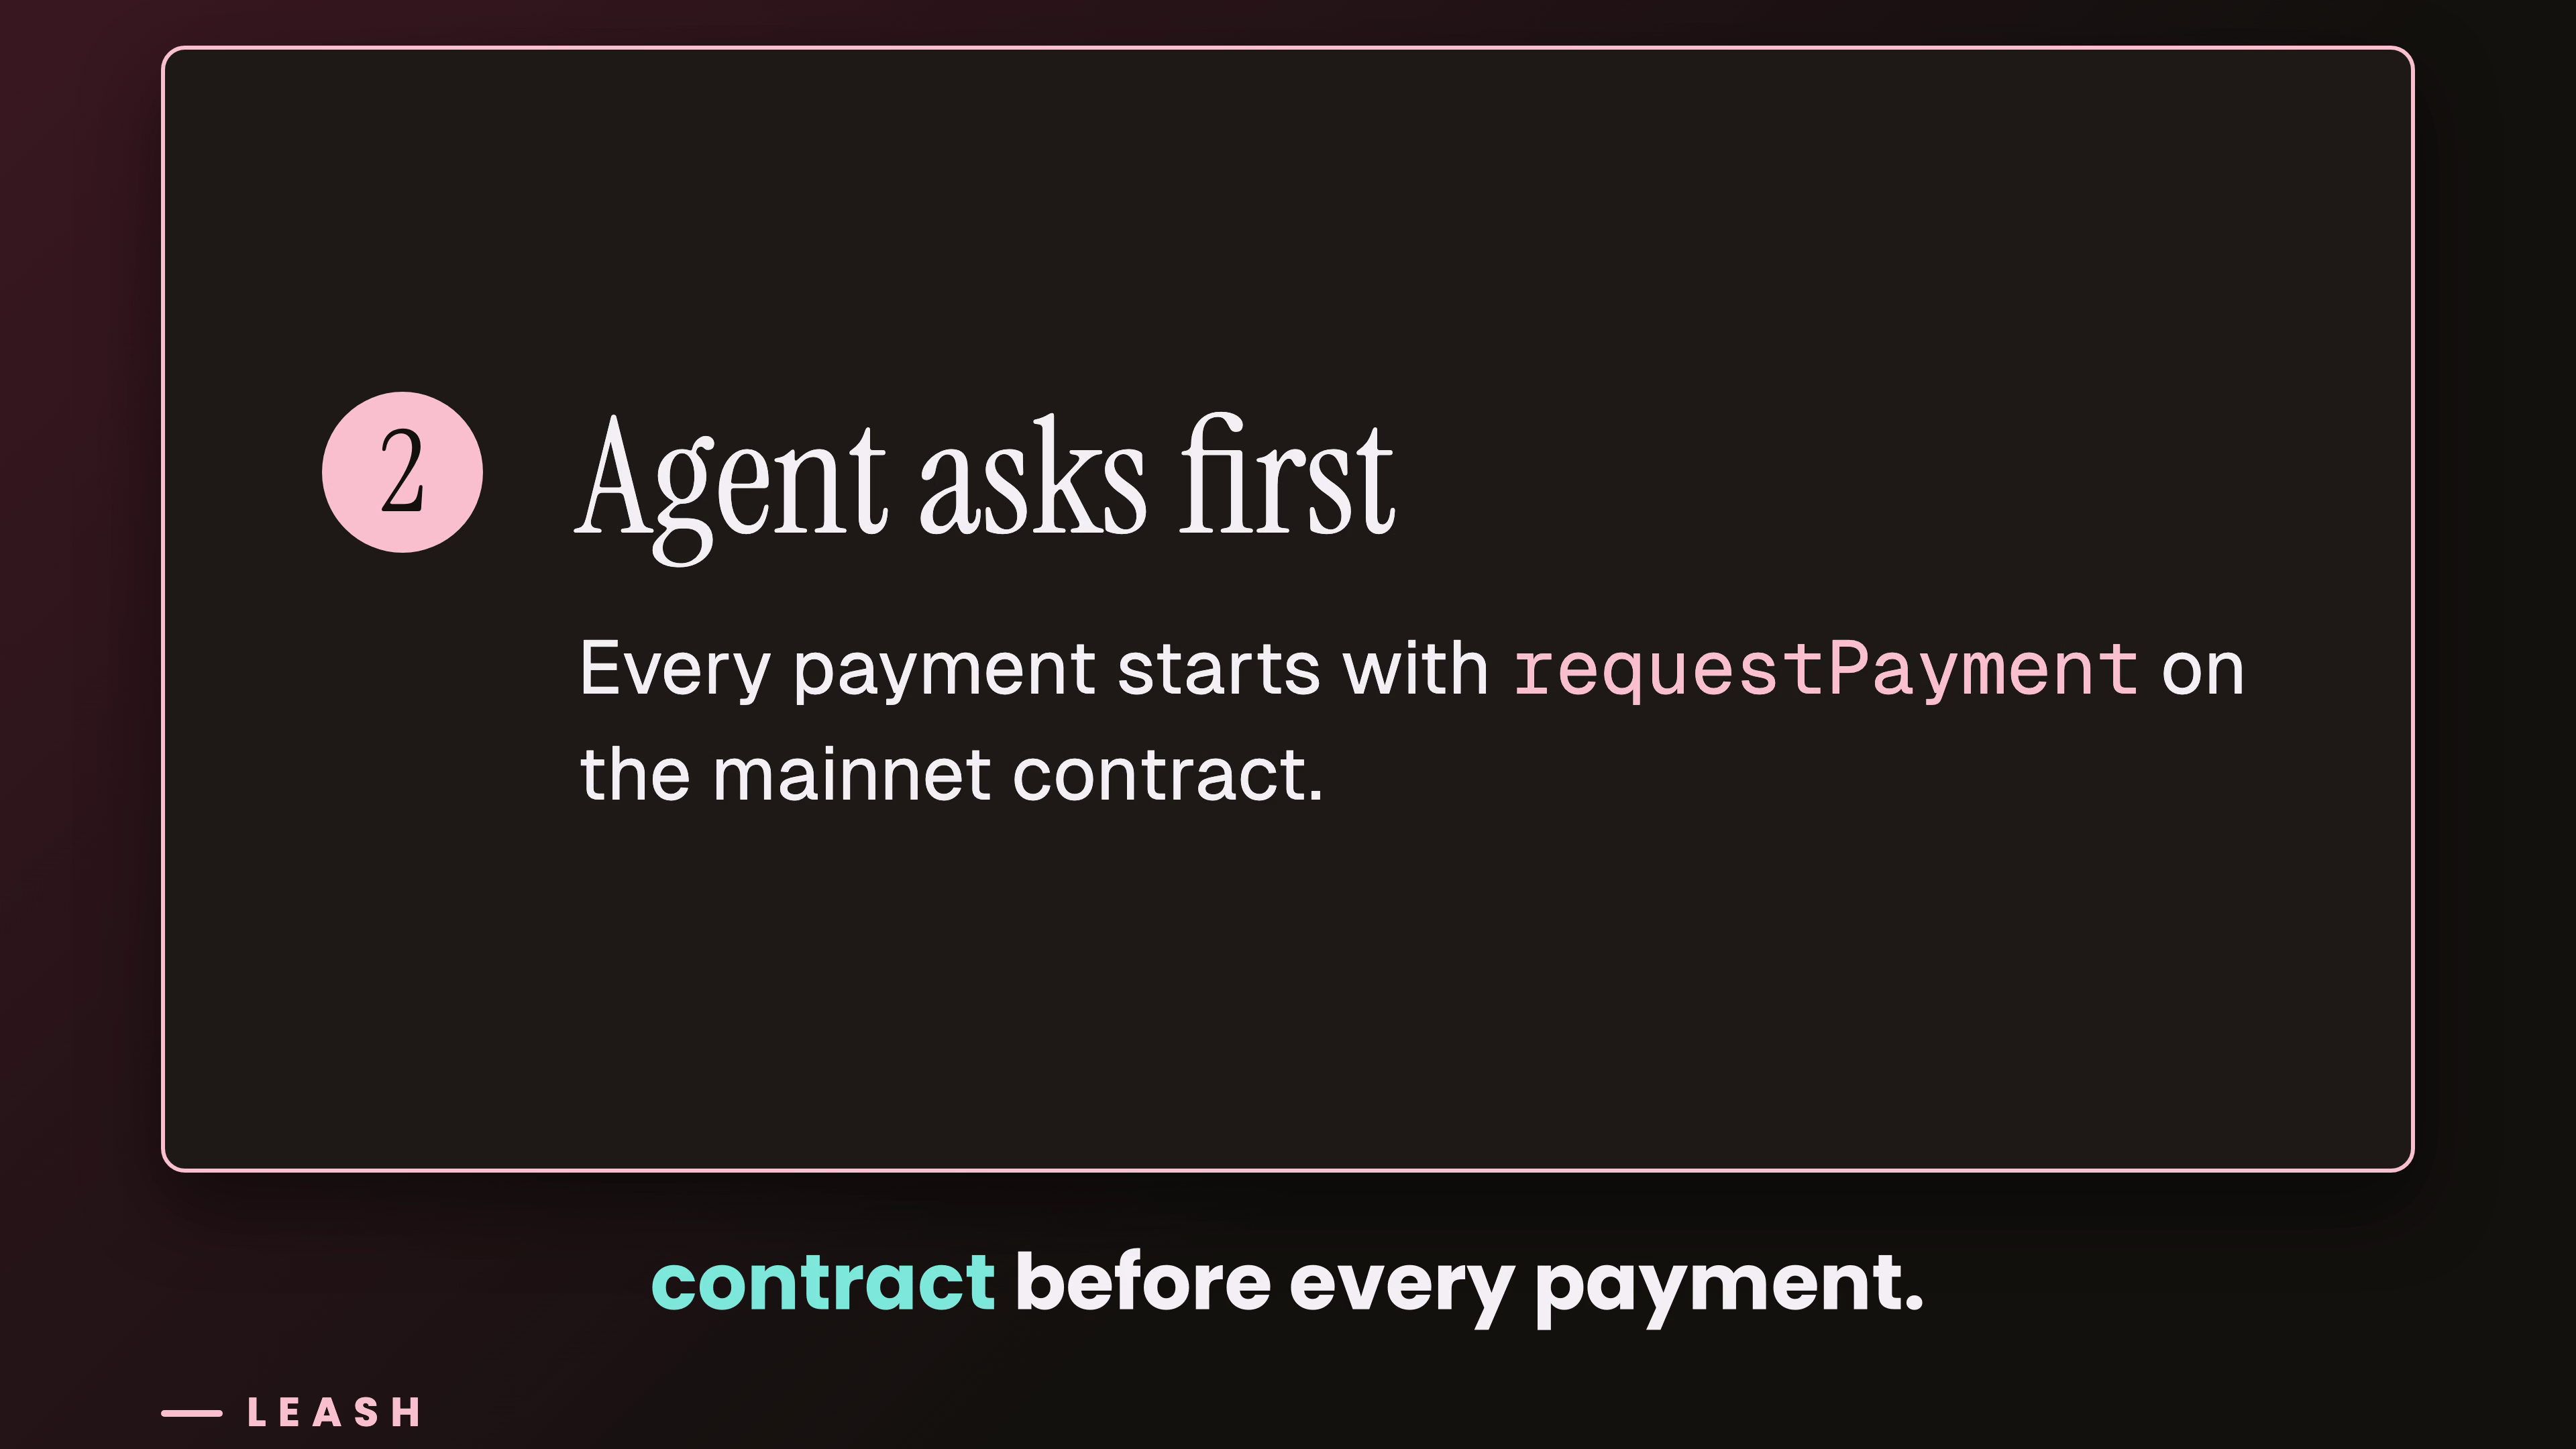 2
Agent asks first
Every payment starts with requestPayment on
the mainnet contract.
contract before every payment.
LEASH